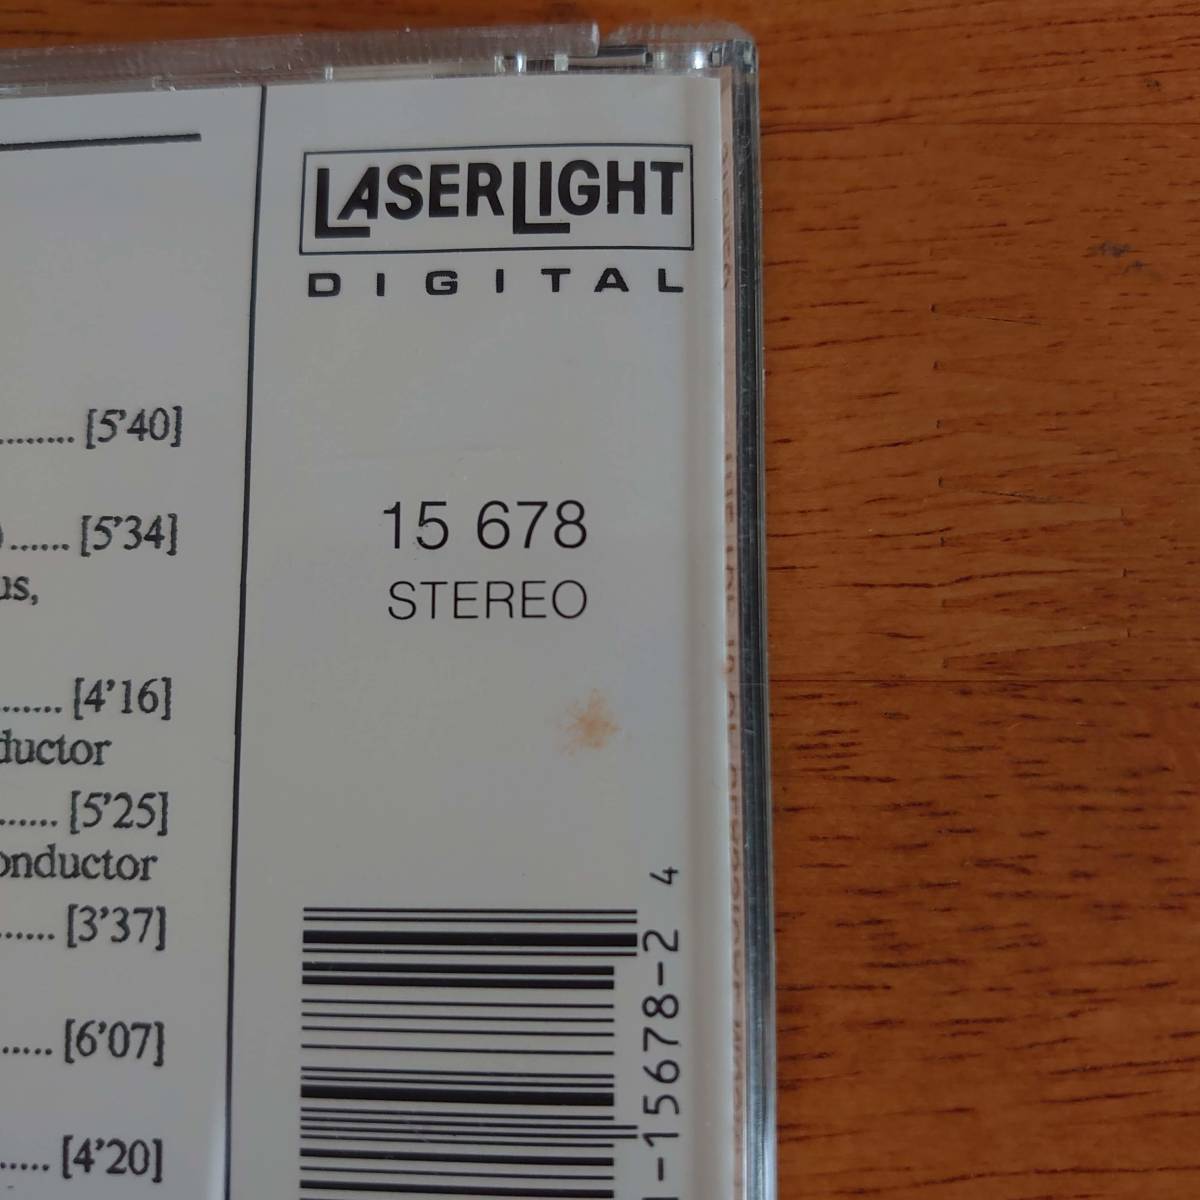 LASERLIGHT
DIGITAL
........ [5'40]
)...... [5'34]
us,
15 678
STEREO
....... [4'16]
ductor
...... [5'25]
onductor
...... [3'37]
..... [6'07]
..... [4'20]
-15678-2 4